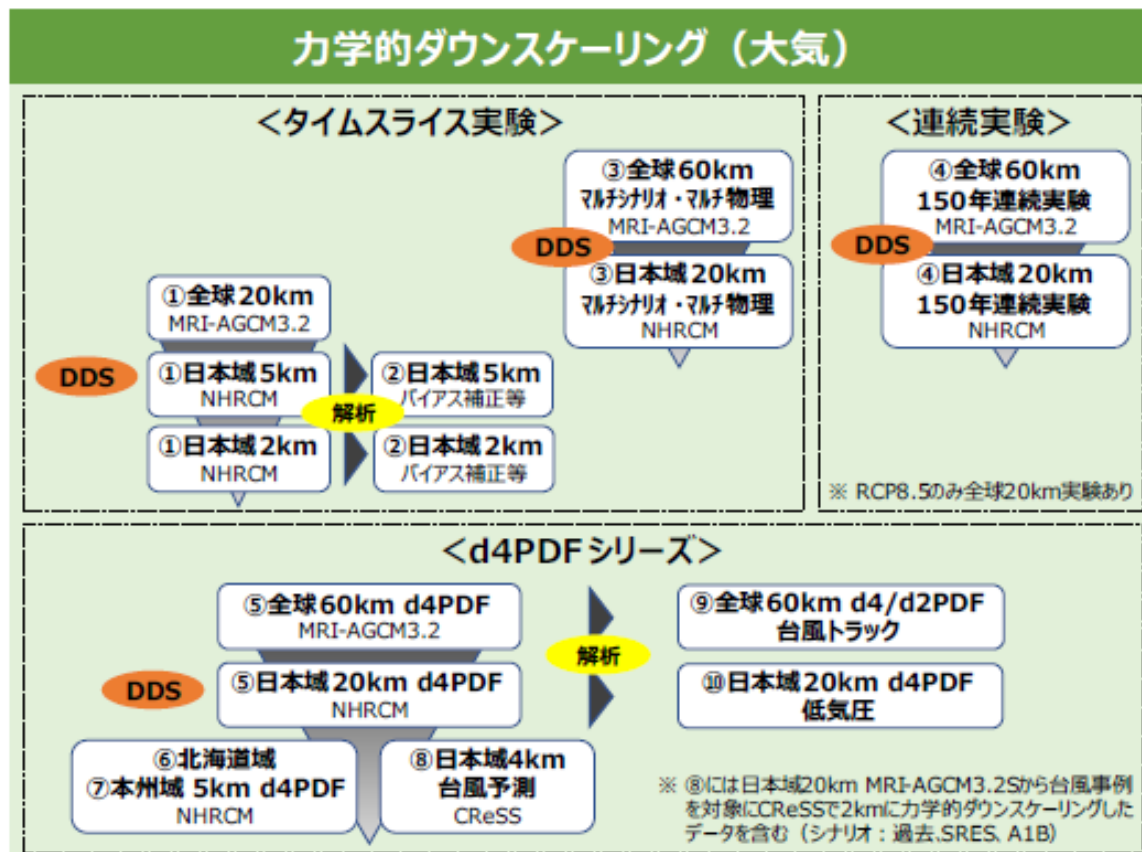 力学的ダウンスケーリング（大気）
＜タイムスライス実験＞
③全球60km
マルチシナリオ・マルチ物理
MRI-AGCM3.2
DDS
③日本域20km
マルチシナリオ・マルチ物理
NHRCM
①全球20km
MRI-AGCM3.2
DDS
①日本域5km
NHRCM
解析
②日本域5km
バイアス補正等
①日本域2km
NHRCM
②日本域2km
バイアス補正等
＜連続実験＞
④全球60km
150年連続実験
MRI-AGCM3.2
DDS
④日本域20km
150年連続実験
NHRCM
※ RCP8.5のみ全球20km実験あり
＜d4PDFシリーズ＞
⑤全球60km d4PDF
MRI-AGCM3.2
DDS
⑤日本域20km d4PDF
NHRCM
⑥北海道域
⑦本州域 5km d4PDF
NHRCM
⑧日本域4km
台風予測
CReSS
解析
⑨全球60km d4/d2PDF
台風トラック
⑩日本域20km d4PDF
低気圧
※ ⑧には日本域20km MRI-AGCM3.2Sから台風事例
を対象にCReSSで2kmに力学的ダウンスケーリングした
データを含む（シナリオ：過去、SRES、A1B）